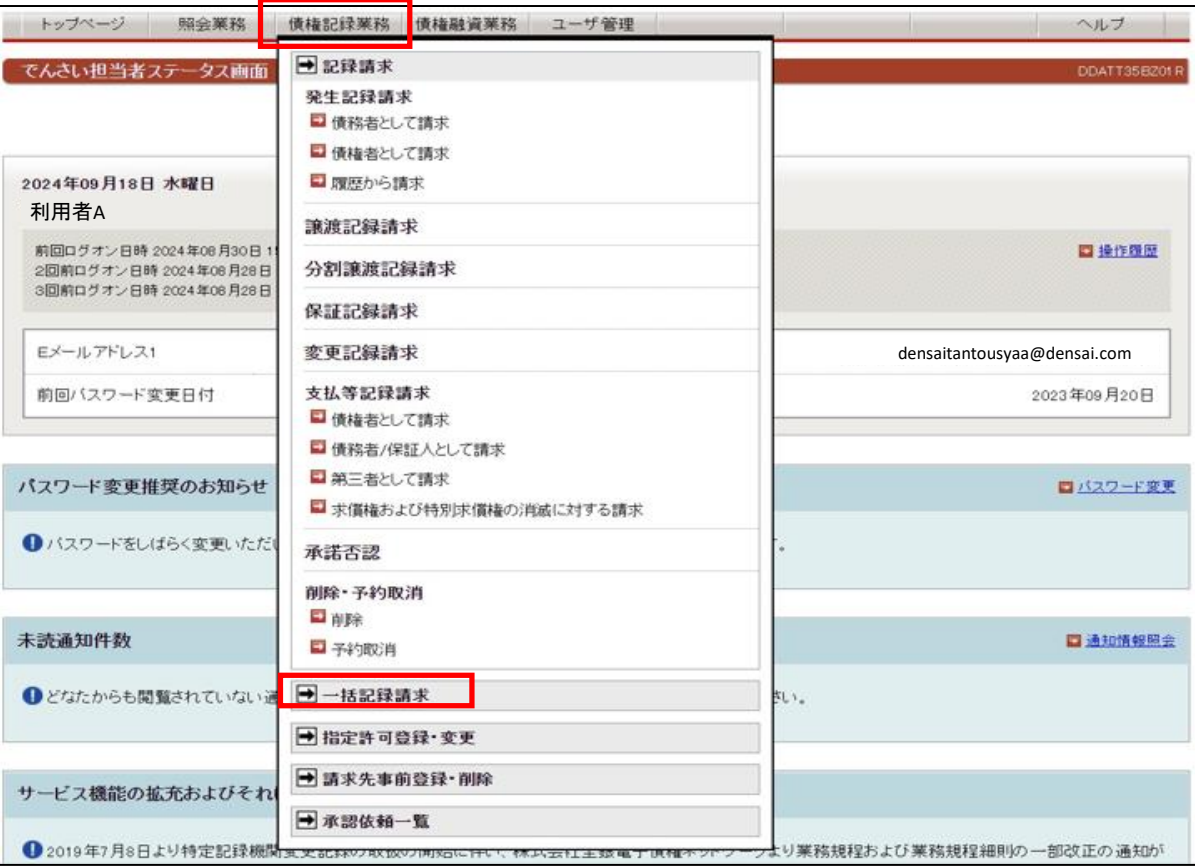 トップページ 照会業務 債権記録業務 債権融資業務 ユーザ管理 ヘルプ
でんさい担当者ステータス画面 DDATT35BZ01R
記録請求
発生記録請求
債務者として請求
債権者として請求
履歴から請求
譲渡記録請求
分割譲渡記録請求
保証記録請求
変更記録請求
支払等記録請求
債権者として請求
債務者/保証人として請求
第三者として請求
求償権および特別求償権の消滅に対する請求
承諾否認
削除・予約取消
削除
予約取消
一括記録請求
指定許可登録・変更
請求先事前登録・削除
承認依頼一覧
2024年09月18日 水曜日
利用者A
前回ログオン日時 2024年08月30日
2回前ログオン日時 2024年08月28日
3回前ログオン日時 2024年08月28日
操作履歴
Eメールアドレス1 densaitantousyaa@densai.com
前回パスワード変更日付 2023年09月20日
パスワード変更推奨のお知らせ パスワード変更
パスワードをしばらく変更いただ 。
未読通知件数 通知情報照会
どなたからも閲覧されていない通 さい。
サービス機能の拡充およびそれ
2019年7月8日より特定記録機関変更記録の取扱の開始に伴い、株式会社全銀電子債権ネットワークより業務規程および業務規程細則の一部改正の通知が